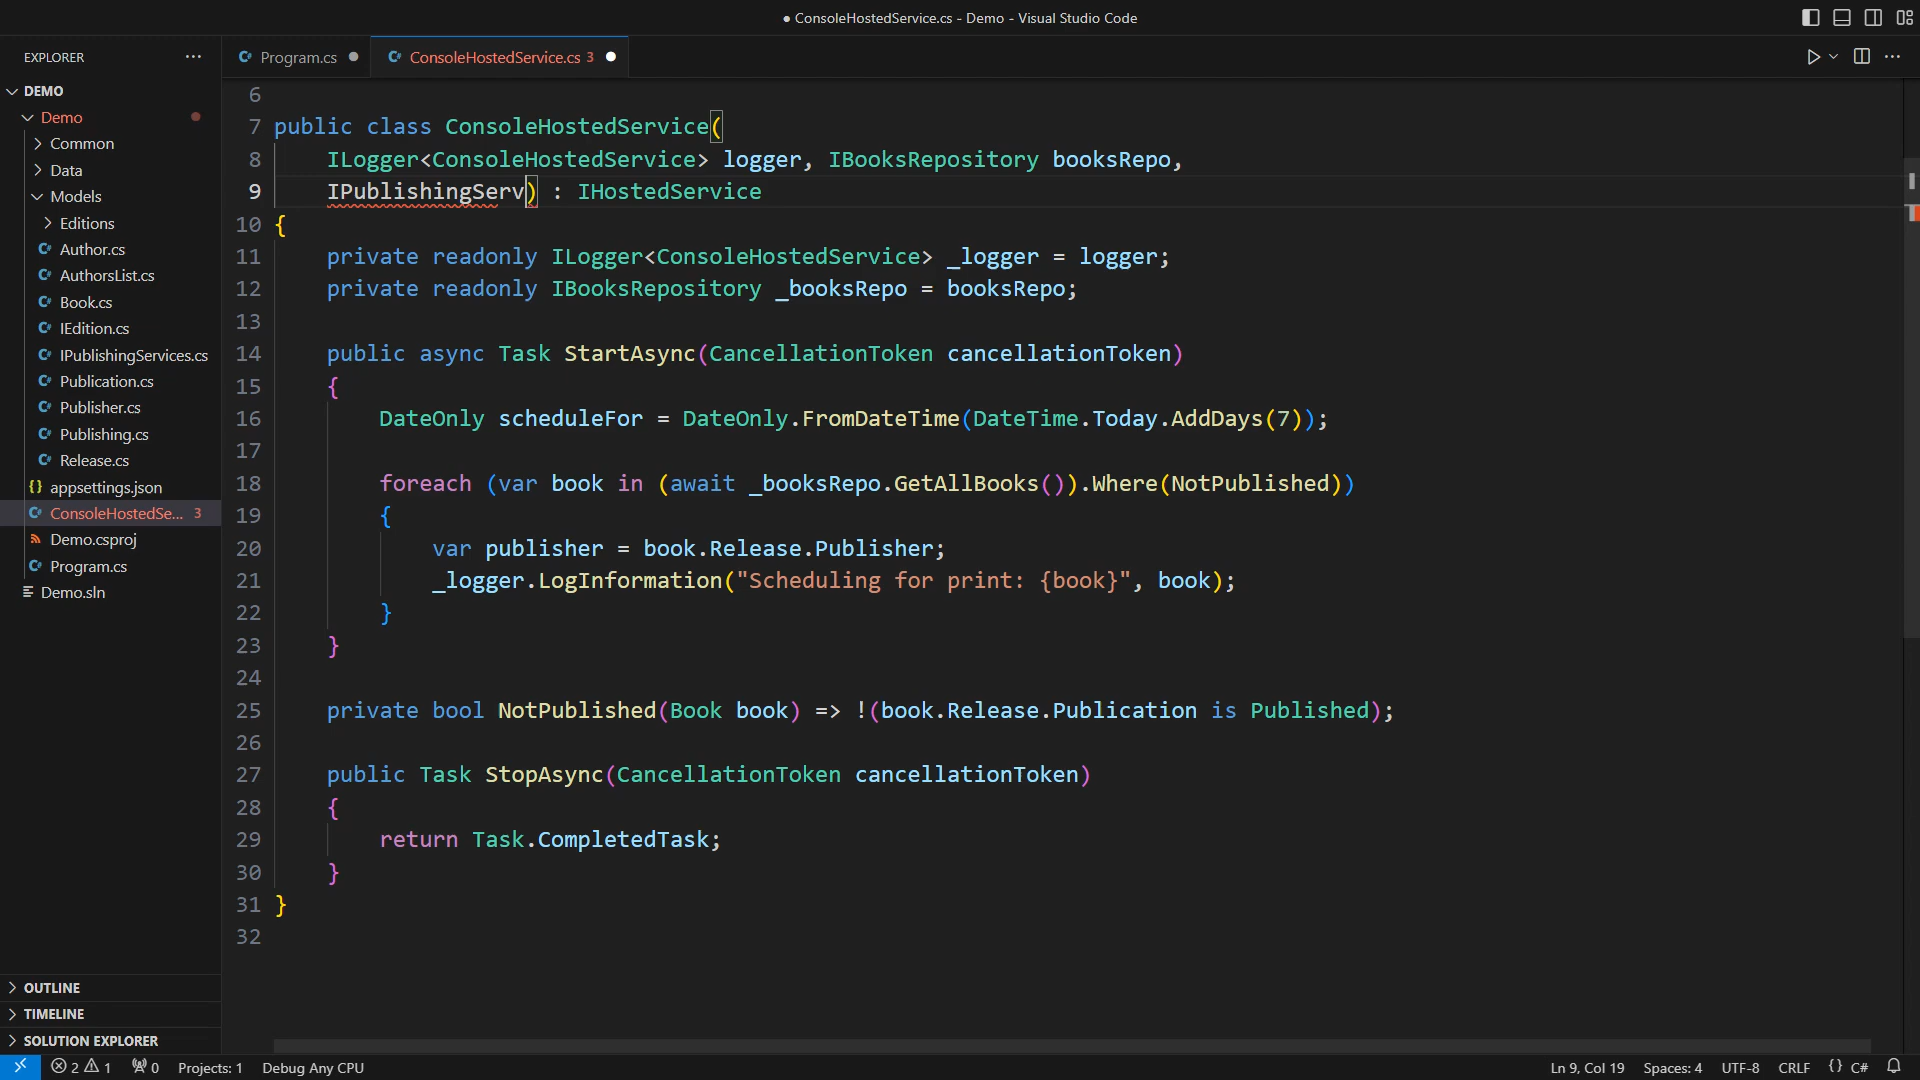 ● ConsoleHostedService.cs - Demo - Visual Studio Code
EXPLORER
Program.cs
ConsoleHostedService.cs 3
DEMO
Demo
Common
Data
Models
Editions
Author.cs
AuthorsList.cs
Book.cs
IEdition.cs
IPublishingServices.cs
Publication.cs
Publisher.cs
Publishing.cs
Release.cs
appsettings.json
ConsoleHostedSe... 3
Demo.csproj
Program.cs
Demo.sln
OUTLINE
TIMELINE
SOLUTION EXPLORER
6
7 public class ConsoleHostedService(
8 ILogger<ConsoleHostedService> logger, IBooksRepository booksRepo,
9 IPublishingServ) : IHostedService
10 {
11 private readonly ILogger<ConsoleHostedService> _logger = logger;
12 private readonly IBooksRepository _booksRepo = booksRepo;
13
14 public async Task StartAsync(CancellationToken cancellationToken)
15 {
16 DateOnly scheduleFor = DateOnly.FromDateTime(DateTime.Today.AddDays(7));
17
18 foreach (var book in (await _booksRepo.GetAllBooks()).Where(NotPublished))
19 {
20 var publisher = book.Release.Publisher;
21 _logger.LogInformation("Scheduling for print: {book}", book);
22 }
23 }
24
25 private bool NotPublished(Book book) => !(book.Release.Publication is Published);
26
27 public Task StopAsync(CancellationToken cancellationToken)
28 {
29 return Task.CompletedTask;
30 }
31 }
32
2 1 0 Projects: 1 Debug Any CPU Ln 9, Col 19 Spaces: 4 UTF-8 CRLF {} C#